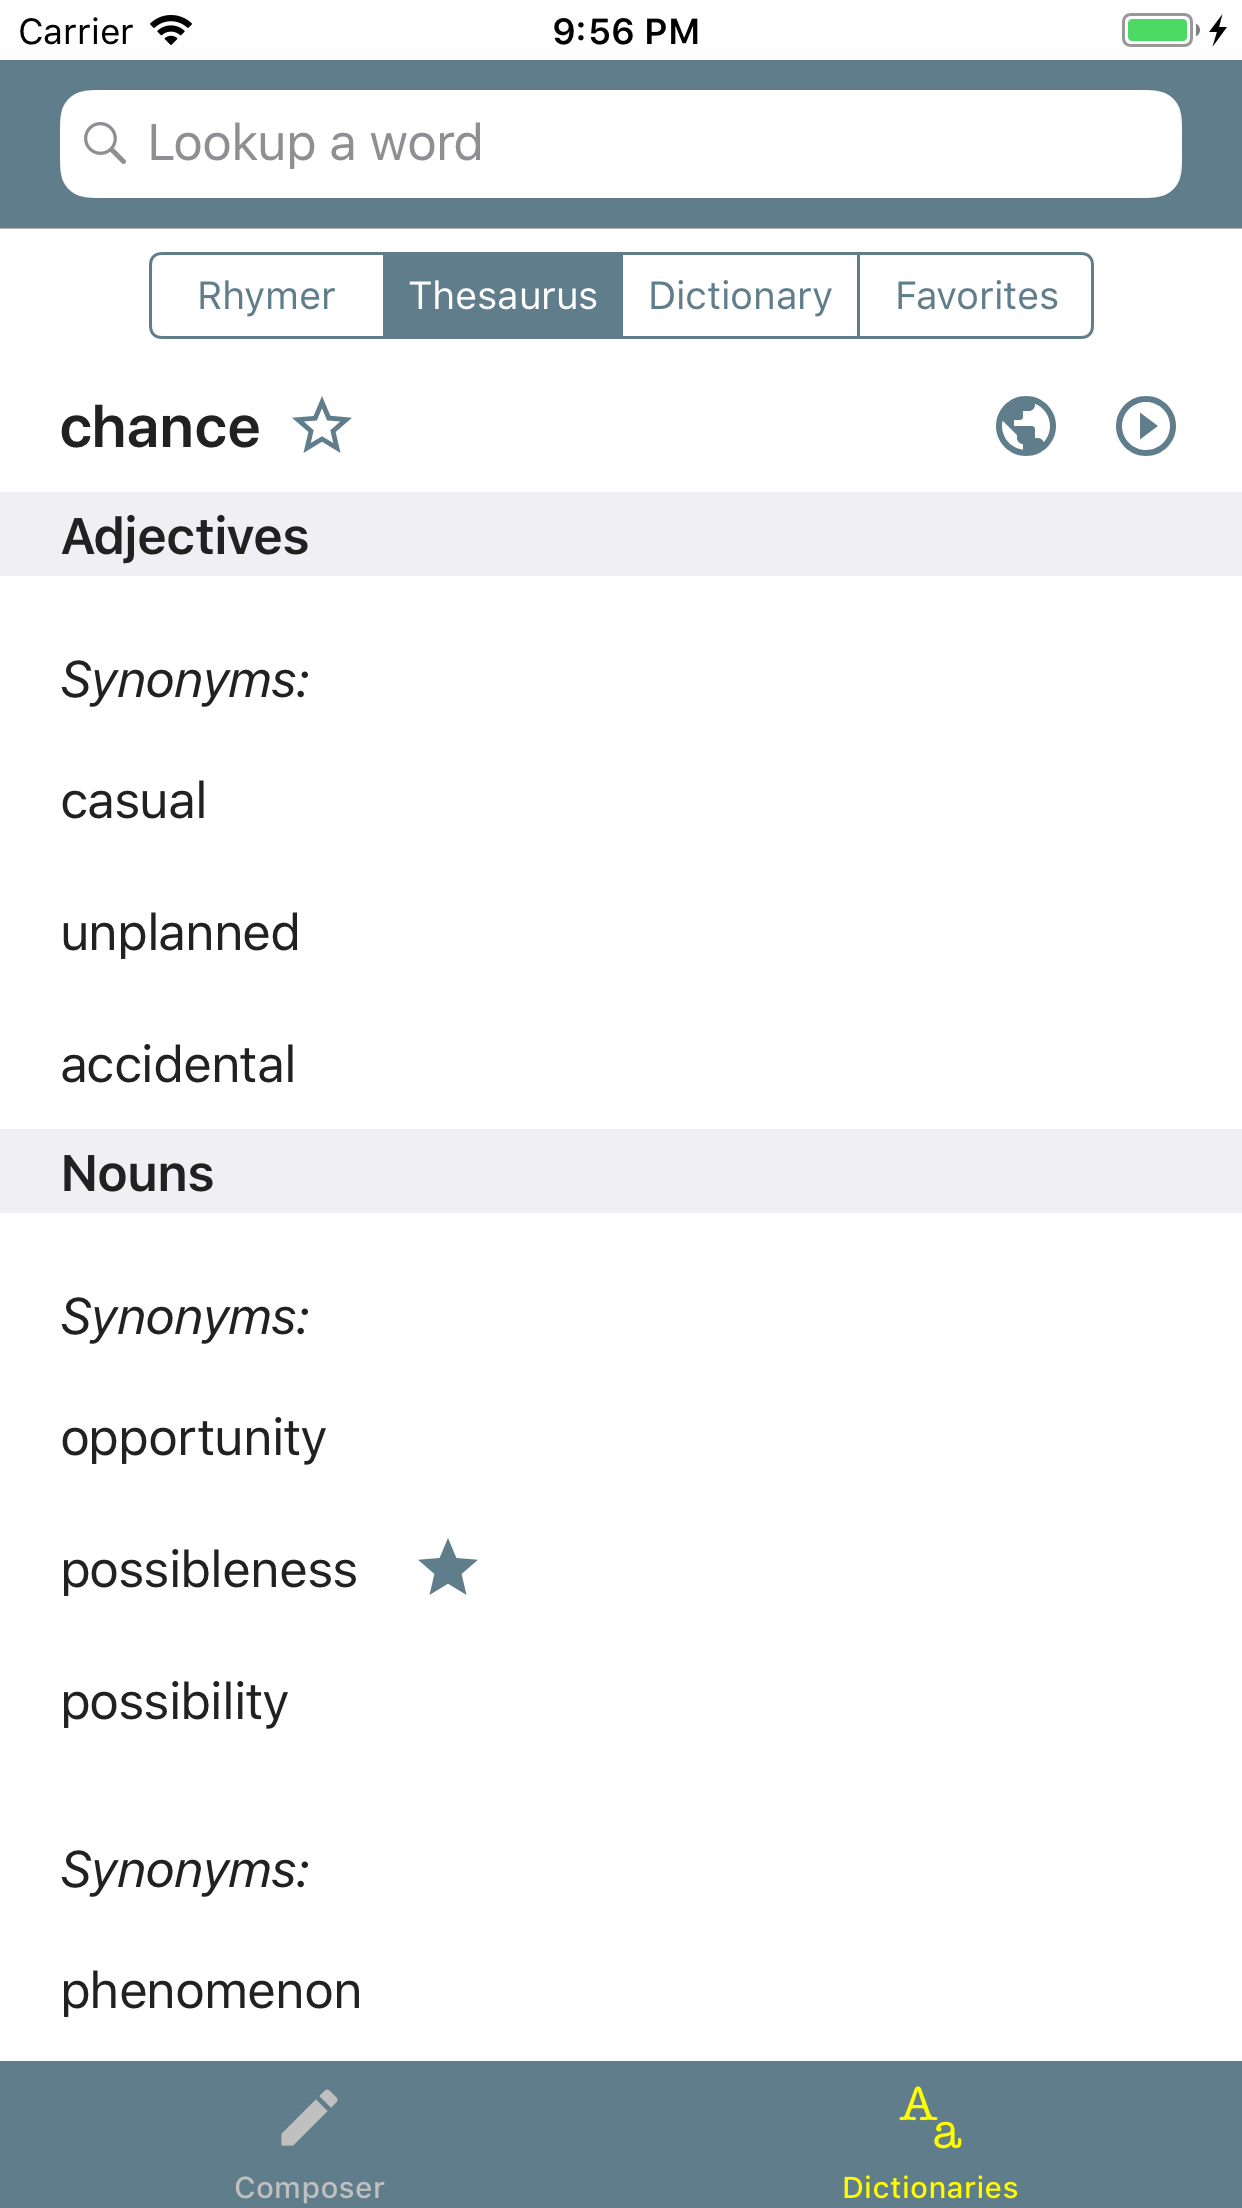 Carrier 9:56 PM
Lookup a word
Rhymer Thesaurus Dictionary Favorites
chance
Adjectives
Synonyms:
casual
unplanned
accidental
Nouns
Synonyms:
opportunity
possibleness
possibility
Synonyms:
phenomenon
Composer Dictionaries